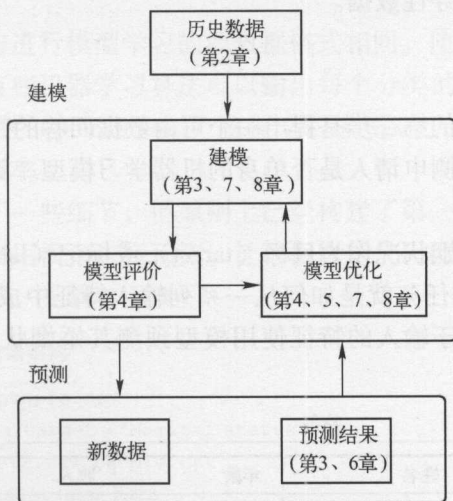 历史数据
(第2章)
建模
建模
(第3、7、8章)
模型评价
(第4章)
模型优化
(第4、5、7、8章)
预测
新数据
预测结果
(第3、6章)